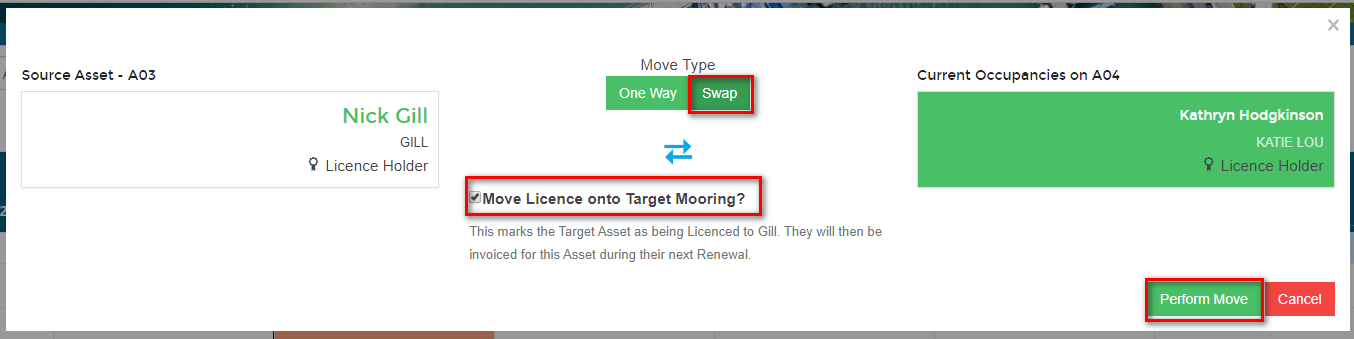 ×
Source Asset - A03
Move Type
Current Occupancies on A04
Nick Gill
GILL
Licence Holder
One Way
Swap
Kathryn Hodgkinson
KATIE LOU
Licence Holder
Move Licence onto Target Mooring?
This marks the Target Asset as being Licenced to Gill. They will then be
invoiced for this Asset during their next Renewal.
Perform Move
Cancel